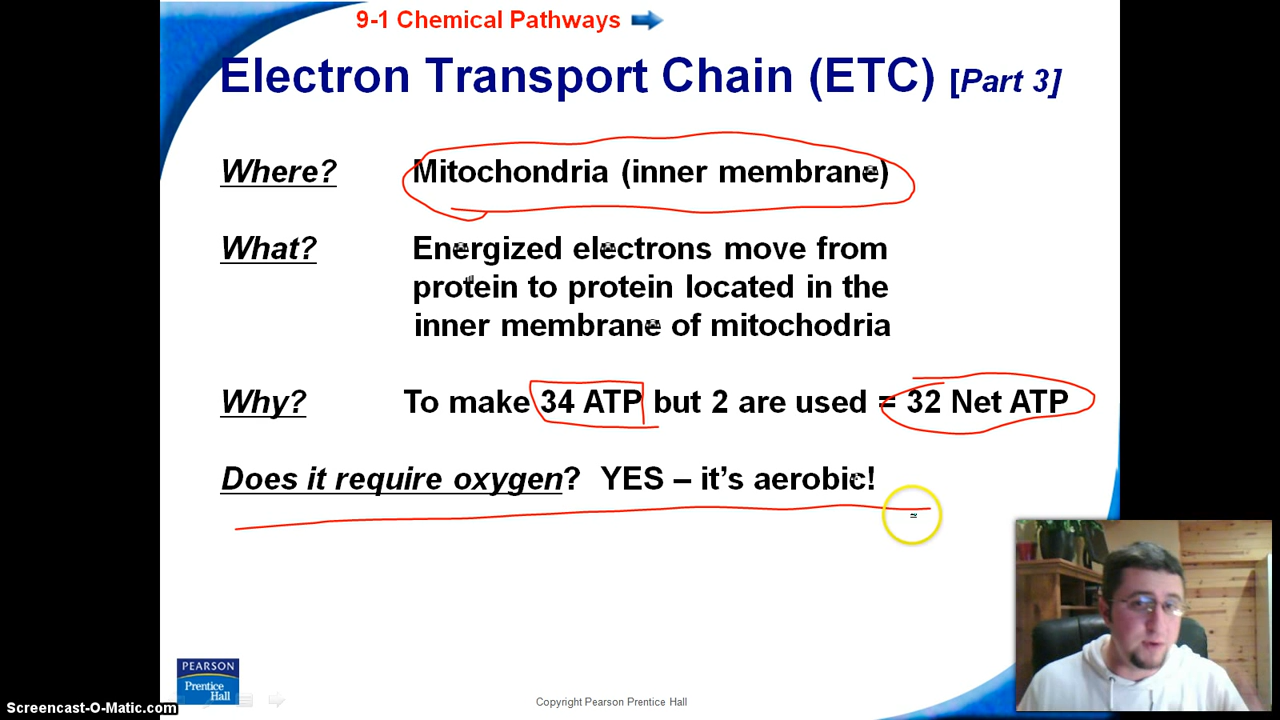 9-1 Chemical Pathways
Electron Transport Chain (ETC) [Part 3]
Where? Mitochondria (inner membrane)
What? Energized electrons move from
protein to protein located in the
inner membrane of mitochodria
Why? To make 34 ATP but 2 are used = 32 Net ATP
Does it require oxygen? YES – it's aerobic!
PEARSON
Prentice
Hall
Copyright Pearson Prentice Hall
Screencast-O-Matic.com